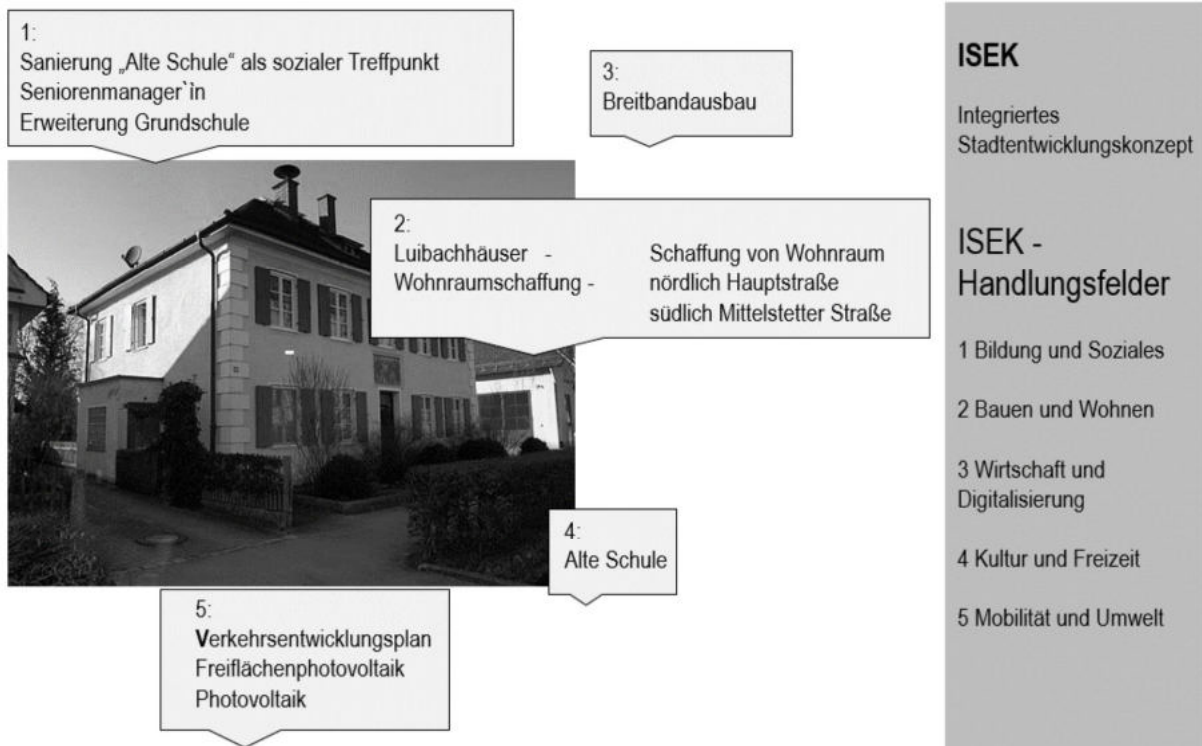 1:
Sanierung „Alte Schule“ als sozialer Treffpunkt
Seniorenmanager`in
Erweiterung Grundschule
3:
Breitbandausbau
2:
Luibachhäuser - Schaffung von Wohnraum
Wohnraumschaffung - nördlich Hauptstraße
südlich Mittelstetter Straße
4:
Alte Schule
5:
Verkehrsentwicklungsplan
Freiflächenphotovoltaik
Photovoltaik
ISEK
Integriertes
Stadtentwicklungskonzept
ISEK -
Handlungsfelder
1 Bildung und Soziales
2 Bauen und Wohnen
3 Wirtschaft und
Digitalisierung
4 Kultur und Freizeit
5 Mobilität und Umwelt